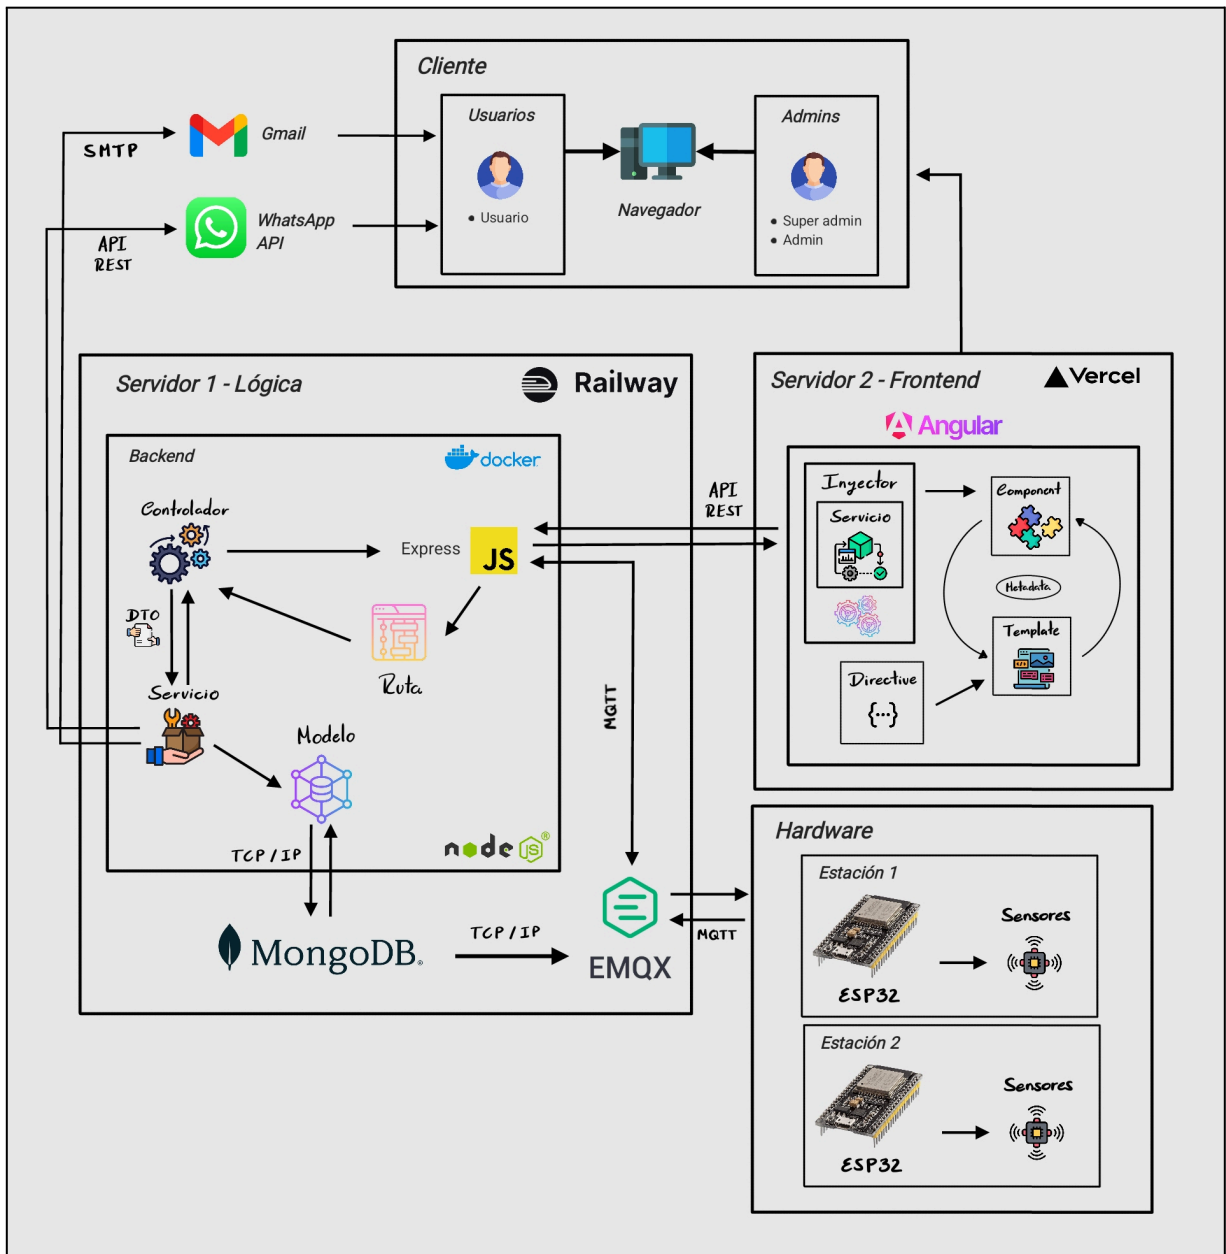 Cliente
Usuarios
Usuario
Navegador
Admins
Super admin
Admin
Gmail
SMTP
WhatsApp
API
API
REST
Servidor 1 - Lógica
Railway
Backend
docker
Controlador
Express
JS
DTO
Ruta
Servicio
Modelo
TCP / IP
node
JS
MongoDB
TCP / IP
EMQX
MQTT
API
REST
Servidor 2 - Frontend
Vercel
Angular
Inyector
Servicio
Component
Metadata
Template
Directive
{...}
MQTT
Hardware
Estación 1
ESP32
Sensores
Estación 2
ESP32
Sensores